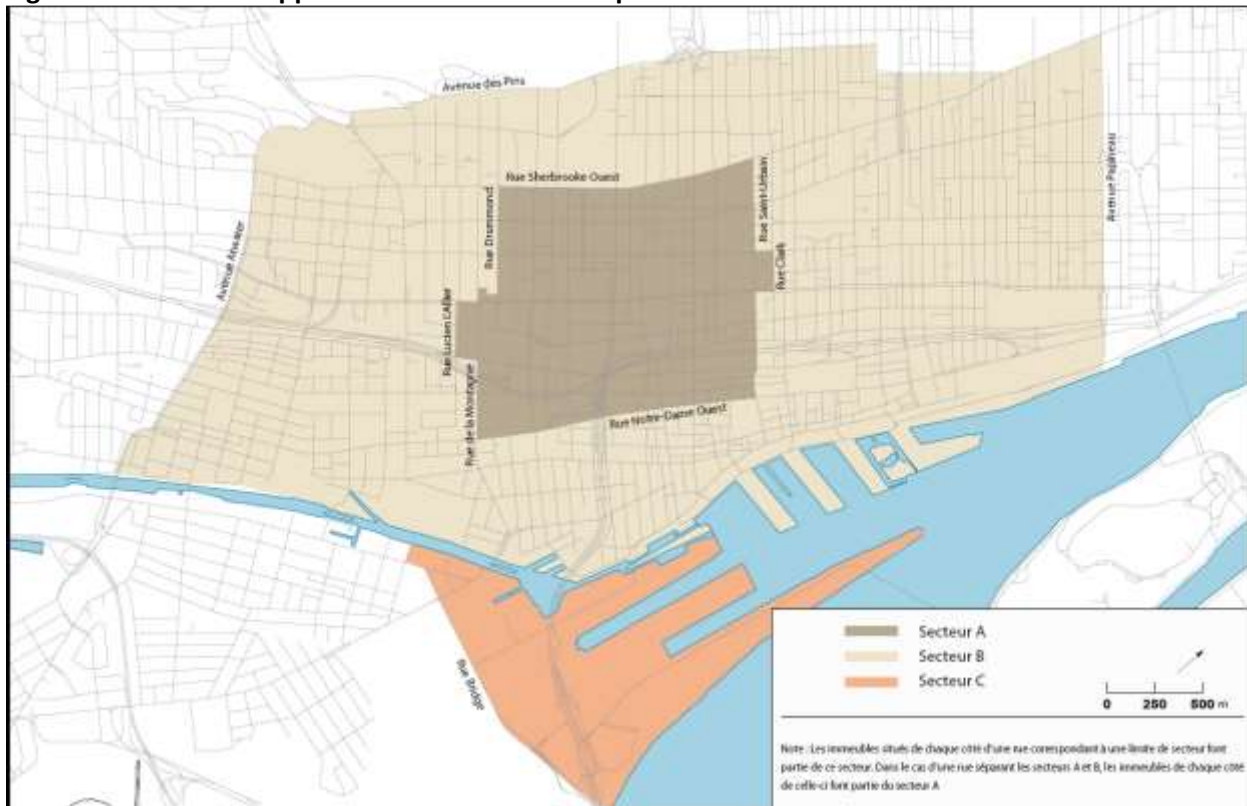 Avenue des Pins
Rue Sherbrooke Ouest
Rue Drummond
Rue Saint-Urbain
Avenue Papineau
Avenue Atwater
Rue Clark
Rue Lucien L'Allier
Rue de la Montagne
Rue Notre-Dame Ouest
Rue Bridge
Secteur A
Secteur B
Secteur C
0 250 500 m
Note : Les immeubles situés de chaque côté d'une rue correspondant à une limite de secteur font
partie de ce secteur. Dans le cas d'une rue séparant les secteurs A et B, les immeubles de chaque côté
de celle-ci font partie du secteur A